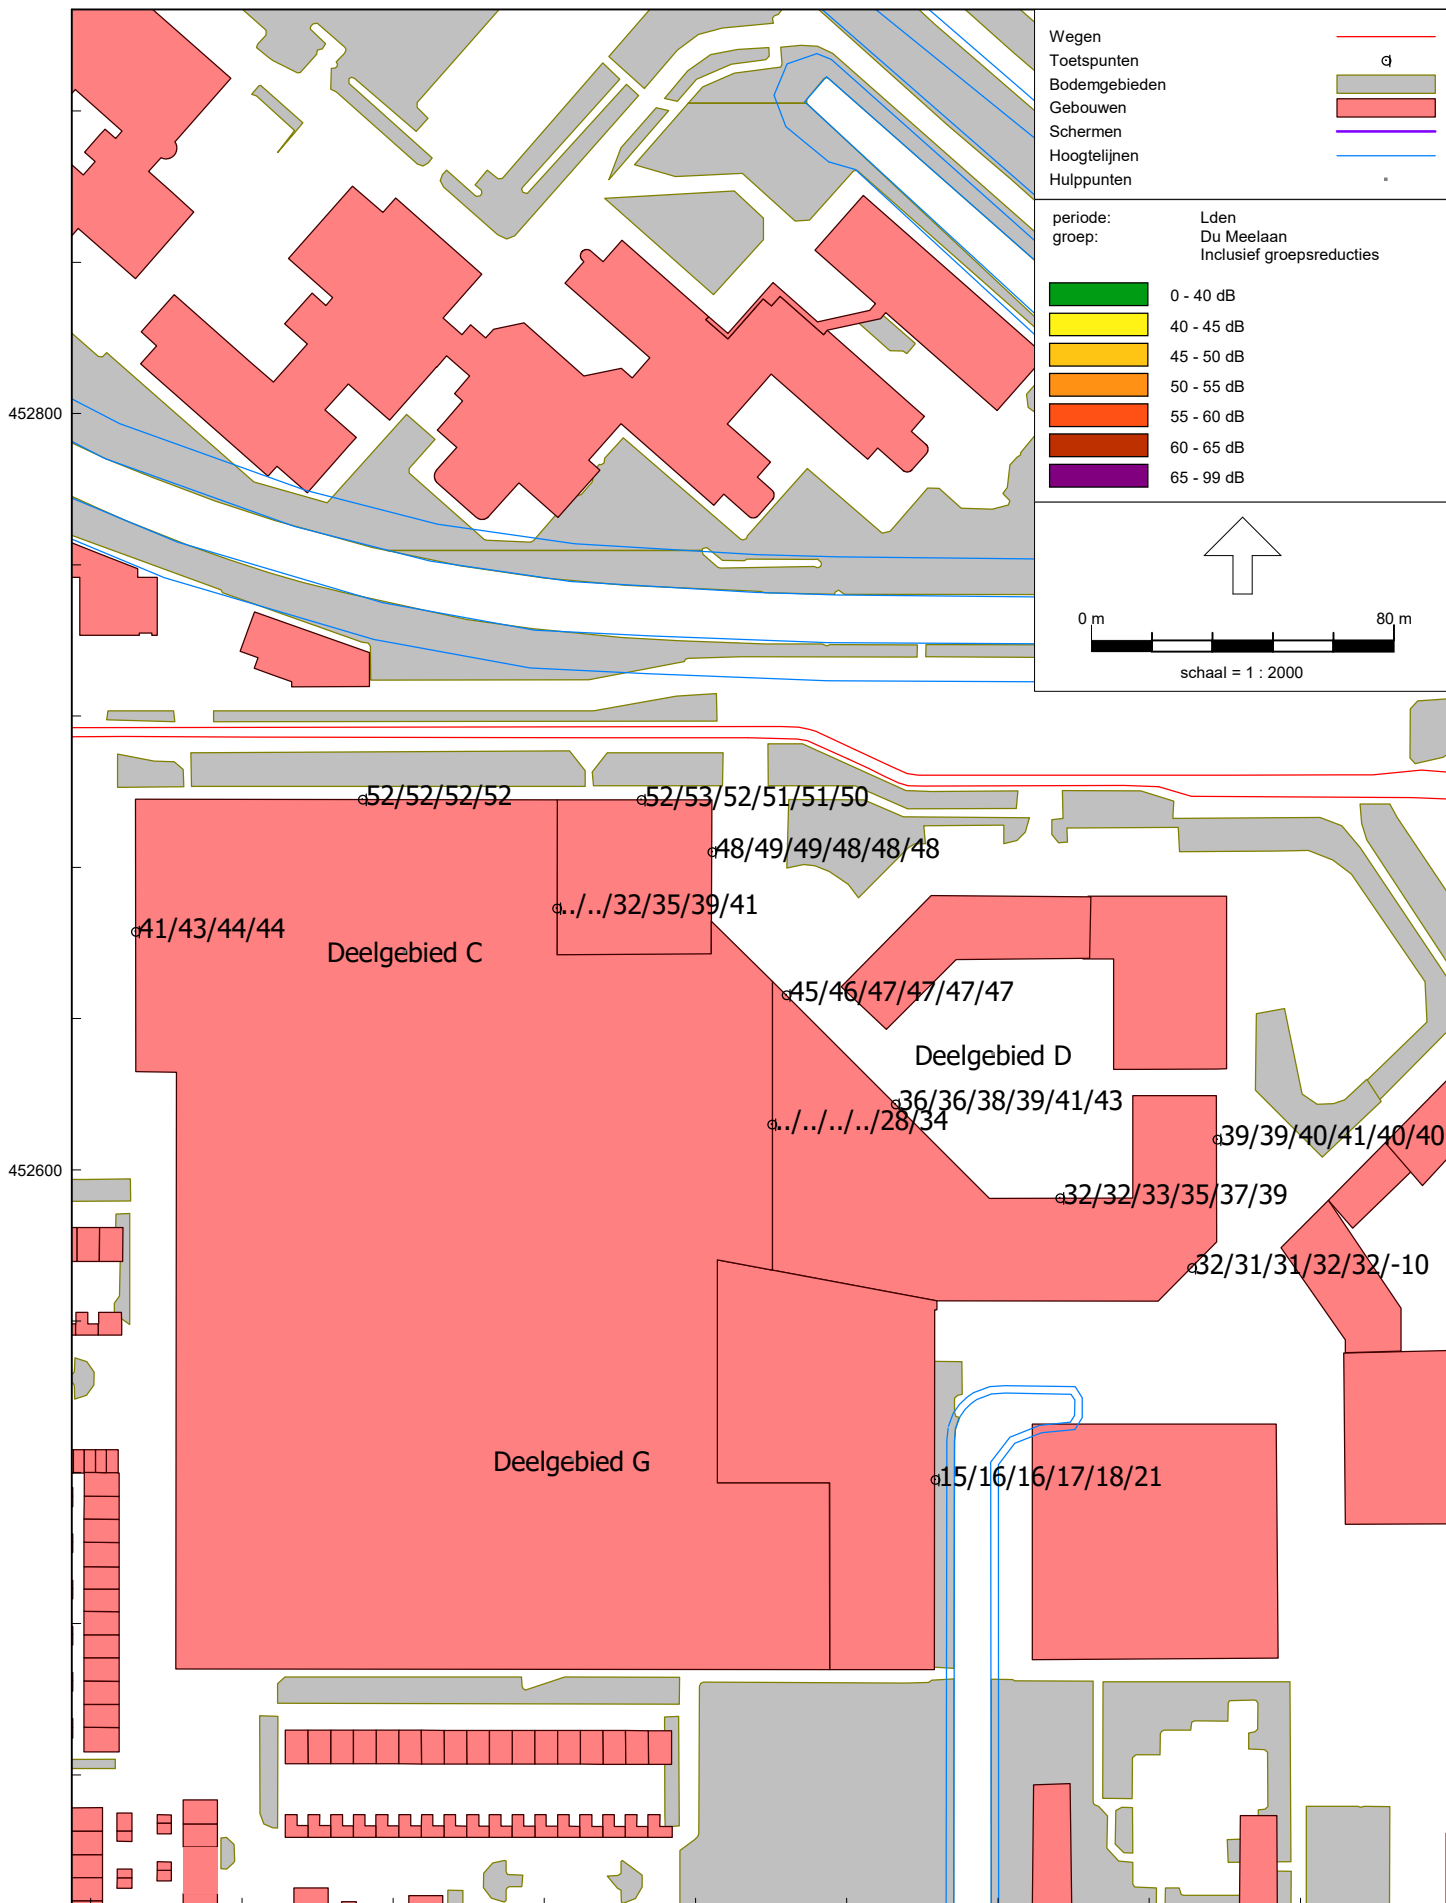 Wegen
Toetspunten
Bodemgebieden
Gebouwen
Schermen
Hoogtelijnen
Hulppunten
periode: Lden
groep: Du Meelaan
Inclusief groepsreducties
0 - 40 dB
40 - 45 dB
45 - 50 dB
50 - 55 dB
55 - 60 dB
60 - 65 dB
65 - 99 dB
452800
0 m 80 m
schaal = 1 : 2000
52/52/52/52
52/53/52/51/51/50
48/49/49/48/48/48
../../32/35/39/41
41/43/44/44
Deelgebied C
45/46/47/47/47/47
Deelgebied D
36/36/38/39/41/43
../../../../28/34
39/39/40/41/40/40
452600
32/32/33/35/37/39
32/31/31/32/32/-10
Deelgebied G
15/16/16/17/18/21